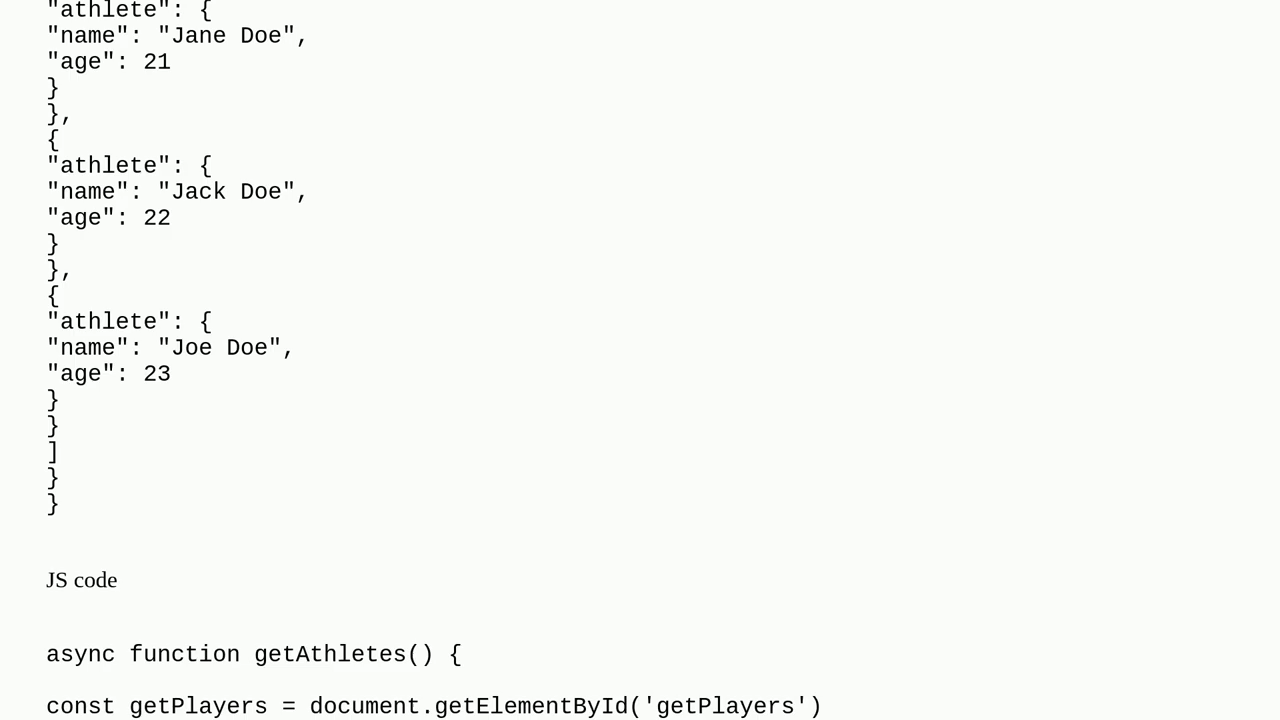 "athlete": {
"name": "Jane Doe",
"age": 21
}
},
{
"athlete": {
"name": "Jack Doe",
"age": 22
}
},
{
"athlete": {
"name": "Joe Doe",
"age": 23
}
}
]
}
}
JS code
async function getAthletes() {
const getPlayers = document.getElementById('getPlayers')